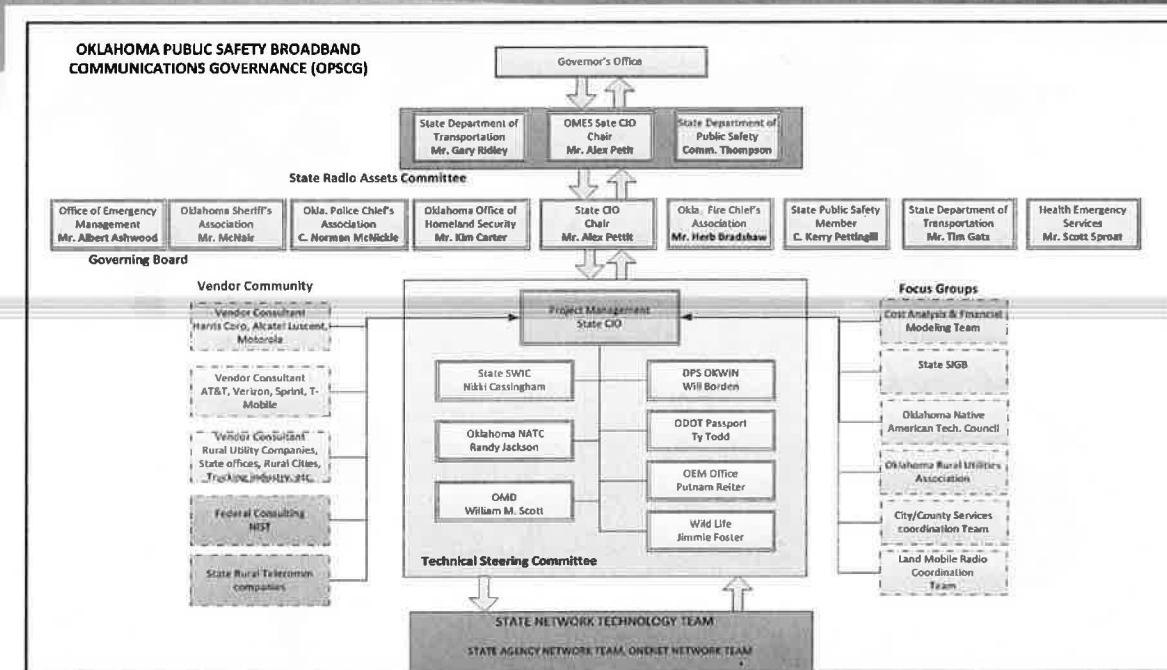 OKLAHOMA PUBLIC SAFETY BROADBAND
COMMUNICATIONS GOVERNANCE (OPSCG)
Governor's Office
State Department of
Transportation
Mr. Gary Ridley
OMES Sate CIO
Chair
Mr. Alex Petit
State Department of
Public Safety
Comm. Thompson
State Radio Assets Committee
Office of Emergency
Management
Mr. Albert Ashwood
Oklahoma Sheriff's
Association
Mr. McNair
Okla. Police Chief's
Association
C. Norman McNickle
Oklahoma Office of
Homeland Security
Mr. Kim Carter
State CIO
Chair
Mr. Alex Pettit
Okla. Fire Chief's
Association
Mr. Herb Bradshaw
State Public Safety
Member
C. Kerry Pettingill
State Department of
Transportation
Mr. Tim Gatz
Health Emergency
Services
Mr. Scott Sproat
Governing Board
Vendor Community
Vendor Consultant
Harris Corp, Alcatel Luscent,
Motorola
Vendor Consultant
AT&T, Verizon, Sprint, T-
Mobile
Vendor Consultant
Rural Utility Companies,
State offices, Rural Cities,
Trucking industry, etc.
Federal Consulting
NIST
State Rural Telecomm
companies
Project Management
State CIO
State SWIC
Nikki Cassingham
DPS OKWIN
Will Borden
Oklahoma NATC
Randy Jackson
ODOT Passport
Ty Todd
OMD
William M. Scott
OEM Office
Putnam Reiter
Wild Life
Jimmie Foster
Technical Steering Committee
Focus Groups
Cost Analysis & Financial
Modeling Team
State SIGB
Oklahoma Native
American Tech. Council
Oklahoma Rural Utilities
Association
City/County Services
coordination Team
Land Mobile Radio
Coordination
Team
STATE NETWORK TECHNOLOGY TEAM
STATE AGENCY NETWORK TEAM, ONENET NETWORK TEAM